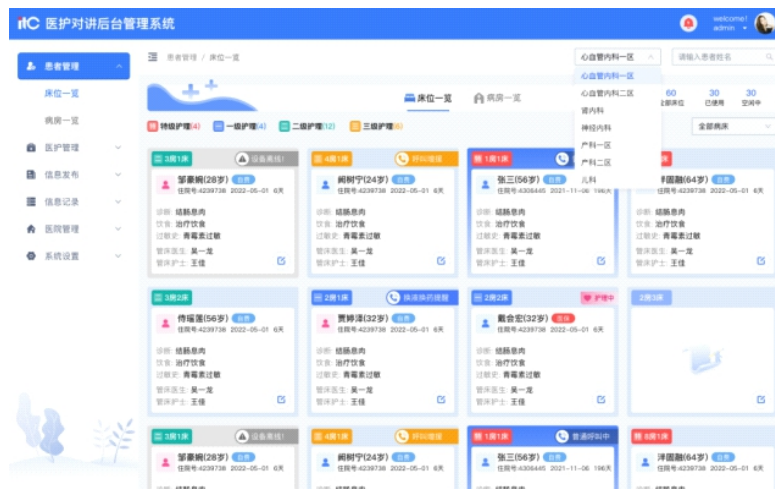 itC 医护对讲后台管理系统
welcome!
admin
患者管理
床位一览
病房一览
医护管理
信息发布
信息记录
医院管理
系统设置
患者管理 / 床位一览
心血管内科一区
请输入患者姓名
心血管内科一区
心血管内科二区
肾内科
神经内科
产科一区
产科二区
儿科
床位一览
病房一览
60
30
30
全部床位
已使用
空闲中
特级护理(4)
一级护理(4)
二级护理(12)
三级护理(6)
全部病床
3房1床
设备离线!
邹豪婉(28岁) 自费
住院号:4239738 2022-05-01 6天
诊断: 结肠息肉
饮食: 治疗饮食
过敏史: 青霉素过敏
管床医生: 吴一龙
管床护士: 王佳
4房1床
呼叫增援
阙树宁(24岁) 自费
住院号:4239738 2022-05-01 6天
诊断: 结肠息肉
饮食: 治疗饮食
过敏史: 青霉素过敏
管床医生: 吴一龙
管床护士: 王佳
1房1床
张三(56岁) 自费
住院号:4306445 2021-11-06 196天
诊断: 结肠息肉
饮食: 治疗饮食
过敏史: 青霉素过敏
管床医生: 吴一龙
管床护士: 王佳
洋圆融(64岁) 自费
住院号:4239738 2022-05-01 6天
诊断: 结肠息肉
饮食: 治疗饮食
过敏史: 青霉素过敏
管床医生: 吴一龙
管床护士: 王佳
3房2床
侍瑶莲(56岁) 自费
住院号:4239738 2022-05-01 6天
诊断: 结肠息肉
饮食: 治疗饮食
过敏史: 青霉素过敏
管床医生: 吴一龙
管床护士: 王佳
2房1床
换液换药提醒
贾婷泽(32岁) 自费
住院号:4239738 2022-05-01 6天
诊断: 结肠息肉
饮食: 治疗饮食
过敏史: 青霉素过敏
管床医生: 吴一龙
管床护士: 王佳
2房2床
护理中
戴会宏(32岁)
住院号:4239738 2022-05-01 6天
诊断: 结肠息肉
饮食: 治疗饮食
过敏史: 青霉素过敏
管床医生: 吴一龙
管床护士: 王佳
2房3床
3房1床
设备离线!
邹豪婉(28岁) 自费
住院号:4239738 2022-05-01 6天
4房1床
呼叫增援
阙树宁(24岁) 自费
住院号:4239738 2022-05-01 6天
1房1床
普通呼叫中
张三(56岁) 自费
住院号:4306445 2021-11-06 196天
6房1床
洋圆融(64岁) 自费
住院号:4239738 2022-05-01 6天